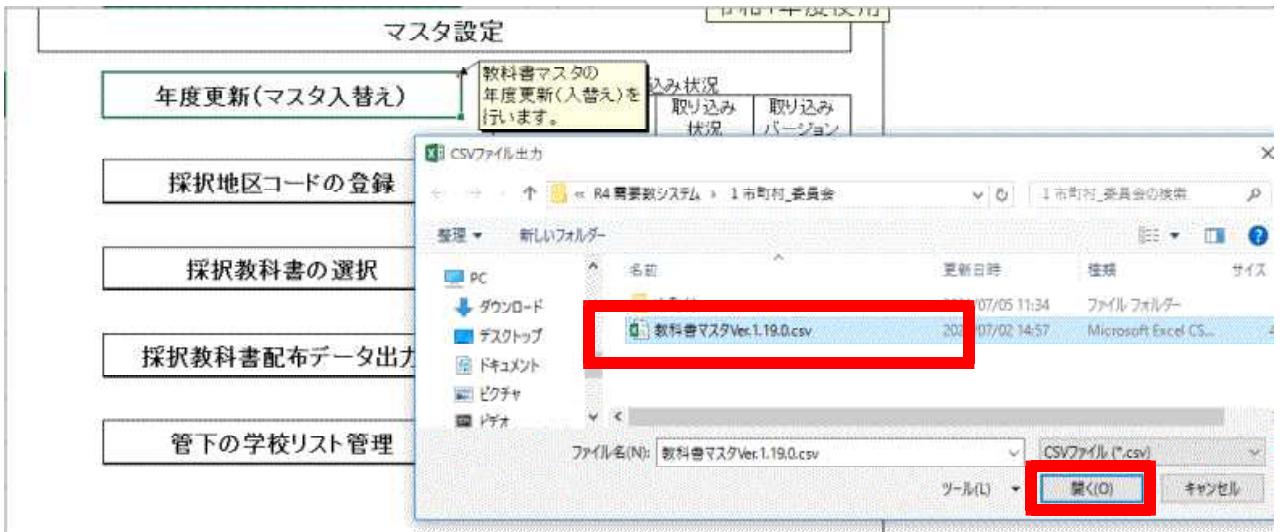 マスタ設定
年度更新(マスタ入替え)
教科書マスタの
年度更新(入替え)を
行います。
込み状況
取り込み
状況
取り込み
バージョン
採択地区コードの登録
採択教科書の選択
採択教科書配布データ出力
管下の学校リスト管理
CSVファイル出力
« R4 需要数システム › 1 市町村_委員会
1 市町村_委員会の検索
整理
新しいフォルダー
PC
ダウンロード
デスクトップ
ドキュメント
ピクチャ
ビデオ
名前
更新日時
種類
サイズ
/07/05 11:34
ファイル フォルダー
教科書マスタVer.1.19.0.csv
/07/02 14:57
Microsoft Excel CS...
ファイル名(N):
教科書マスタVer.1.19.0.csv
CSVファイル (*.csv)
ツール(L)
開く(O)
キャンセル